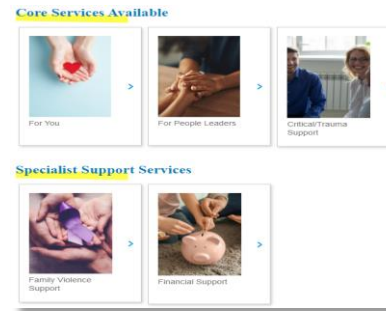 Core Services Available
For You
For People Leaders
Critical/Trauma
Support
Specialist Support Services
Family Violence
Support
Financial Support